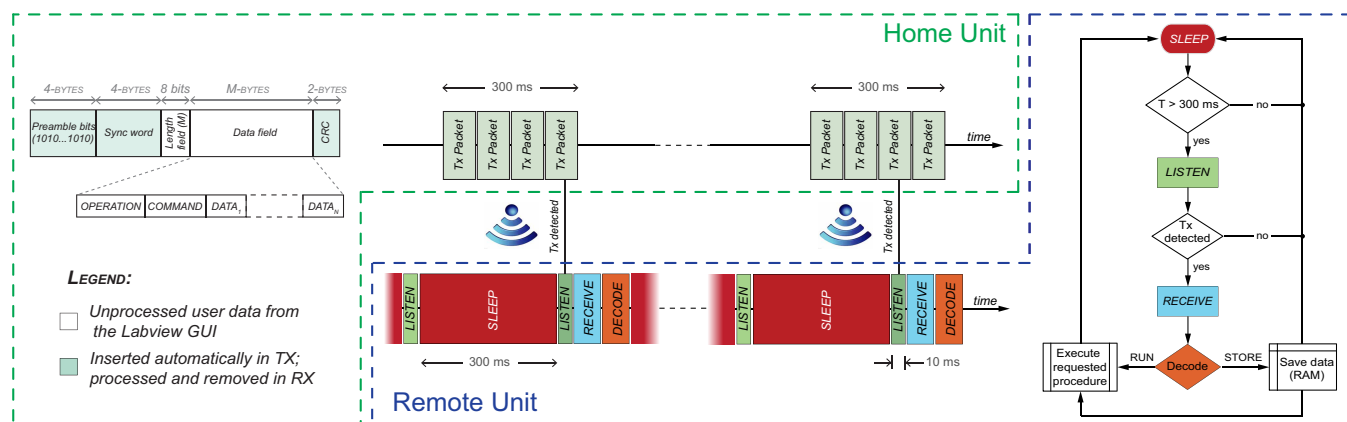 Home Unit
4-BYTES 4-BYTES 8 bits M-BYTES 2-BYTES
Preamble bits
(1010...1010)
Sync word
Length
field (M)
Data field
CRC
OPERATION COMMAND DATA1 DATAN
LEGEND:
Unprocessed user data from
the Labview GUI
Inserted automatically in TX;
processed and removed in RX
300 ms
Tx Packet Tx Packet Tx Packet Tx Packet
300 ms
Tx Packet Tx Packet Tx Packet Tx Packet
time
Tx detected
Tx detected
LISTEN SLEEP LISTEN RECEIVE DECODE
LISTEN SLEEP LISTEN RECEIVE DECODE
time
300 ms
10 ms
Remote Unit
SLEEP
T > 300 ms
no
yes
LISTEN
Tx
detected
no
yes
RECEIVE
Decode
RUN
STORE
Execute
requested
procedure
Save data
(RAM)